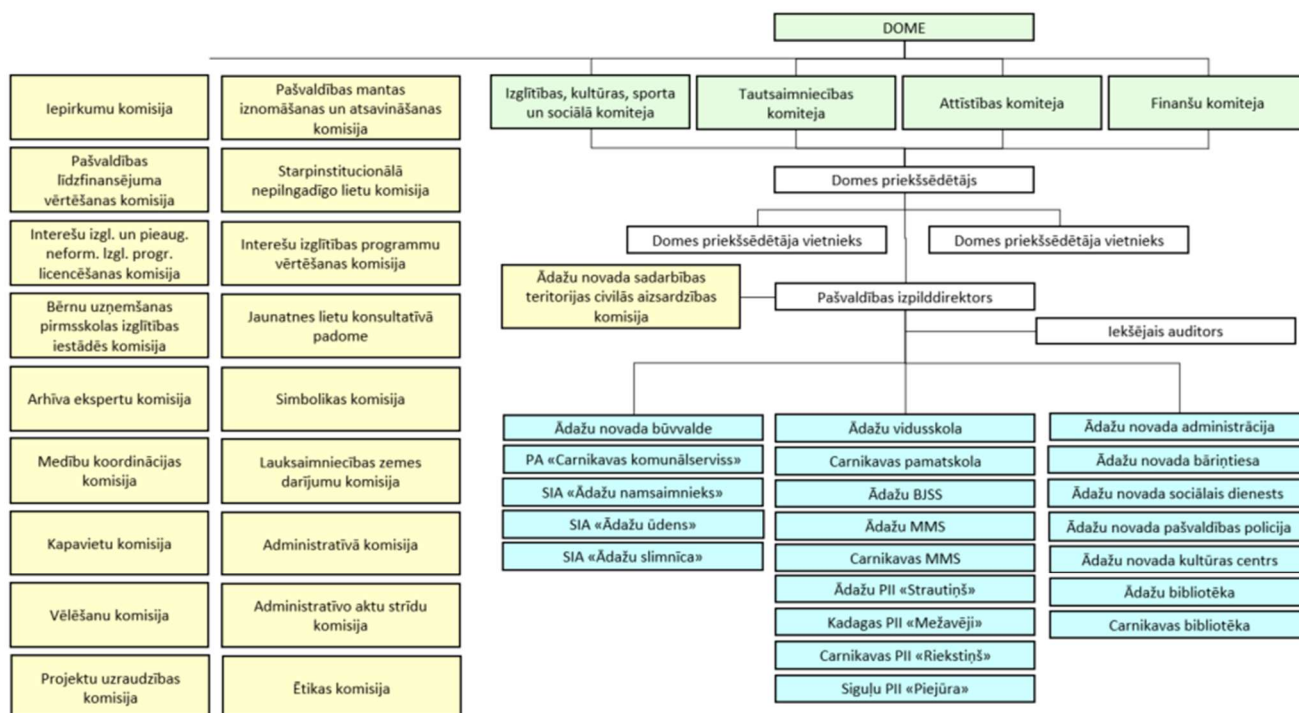 DOME
Iepirkumu komisija
Pašvaldības mantas
iznomāšanas un atsavināšanas
komisija
Izglītības, kultūras, sporta
un sociālā komiteja
Tautsaimniecības
komiteja
Attīstības komiteja
Finanšu komiteja
Pašvaldības
līdzfinansējuma
vērtēšanas komisija
Starpinstitucionālā
nepilngadīgo lietu komisija
Domes priekšsēdētājs
Interešu izgl. un pieaug.
neform. Izgl. progr.
licencēšanas komisija
Interešu izglītības programmu
vērtēšanas komisija
Domes priekšsēdētāja vietnieks
Domes priekšsēdētāja vietnieks
Ādažu novada sadarbības
teritorijas civilās aizsardzības
komisija
Pašvaldības izpilddirektors
Bērnu uzņemšanas
pirmsskolas izglītības
iestādēs komisija
Jaunatnes lietu konsultatīvā
padome
Iekšējais auditors
Arhīva ekspertu komisija
Simbolikas komisija
Medību koordinācijas
komisija
Lauksaimniecības zemes
darījumu komisija
Kapavietu komisija
Administratīvā komisija
Vēlēšanu komisija
Administratīvo aktu strīdu
komisija
Projektu uzraudzības
komisija
Ētikas komisija
Ādažu novada būvvalde
PA «Carnikavas komunālserviss»
SIA «Ādažu namsaimnieks»
SIA «Ādažu ūdens»
SIA «Ādažu slimnīca»
Ādažu vidusskola
Carnikavas pamatskola
Ādažu BJSS
Ādažu MMS
Carnikavas MMS
Ādažu PII «Strautiņš»
Kadagas PII «Mežavēji»
Carnikavas PII «Riekstiņš»
Siguļu PII «Piejūra»
Ādažu novada administrācija
Ādažu novada bāriņtiesa
Ādažu novada sociālais dienests
Ādažu novada pašvaldības policija
Ādažu novada kultūras centrs
Ādažu bibliotēka
Carnikavas bibliotēka